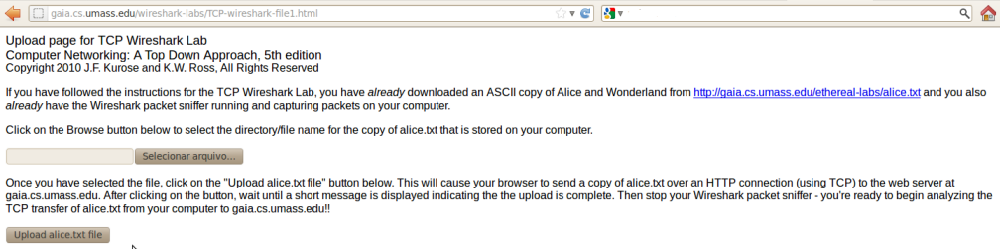 gaia.cs.umass.edu/wireshark-labs/TCP-wireshark-file1.html
Upload page for TCP Wireshark Lab
Computer Networking: A Top Down Approach, 5th edition
Copyright 2010 J.F. Kurose and K.W. Ross, All Rights Reserved
If you have followed the instructions for the TCP Wireshark Lab, you have already downloaded an ASCII copy of Alice and Wonderland from http://gaia.cs.umass.edu/ethereal-labs/alice.txt and you also
already have the Wireshark packet sniffer running and capturing packets on your computer.
Click on the Browse button below to select the directory/file name for the copy of alice.txt that is stored on your computer.
Selecionar arquivo...
Once you have selected the file, click on the "Upload alice.txt file" button below. This will cause your browser to send a copy of alice.txt over an HTTP connection (using TCP) to the web server at
gaia.cs.umass.edu. After clicking on the button, wait until a short message is displayed indicating the the upload is complete. Then stop your Wireshark packet sniffer - you're ready to begin analyzing the
TCP transfer of alice.txt from your computer to gaia.cs.umass.edu!!
Upload alice.txt file